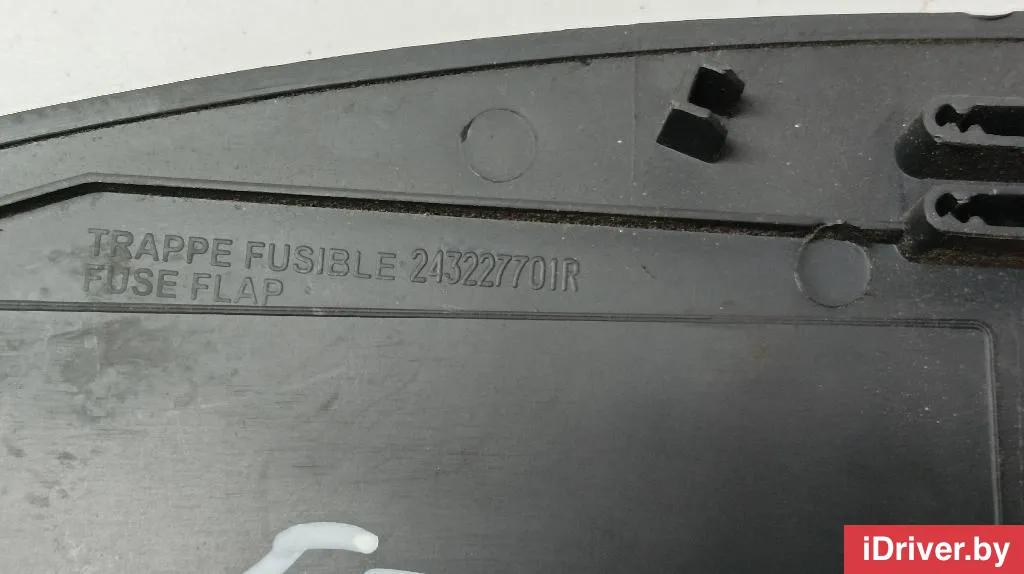 TRAPPE FUSIBLE 243227701R
FUSE FLAP
iDriver.by